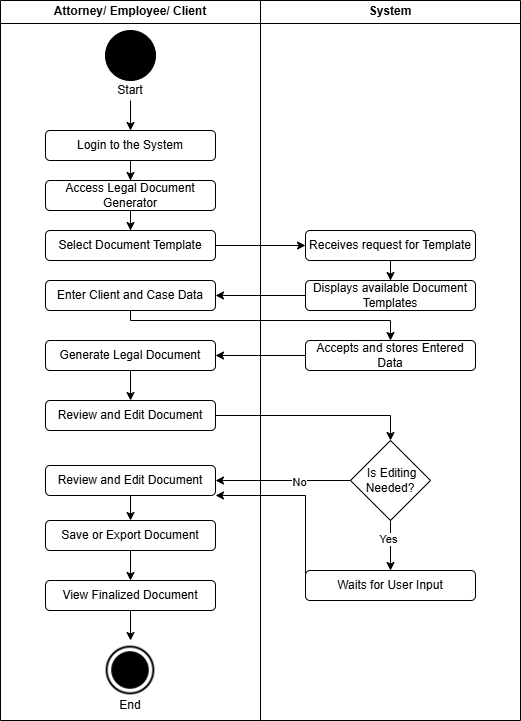 Attorney/ Employee/ Client
System
Start
Login to the System
Access Legal Document
Generator
Select Document Template
Receives request for Template
Enter Client and Case Data
Displays available Document
Templates
Generate Legal Document
Accepts and stores Entered
Data
Review and Edit Document
Is Editing
Needed?
No
Review and Edit Document
Yes
Save or Export Document
Waits for User Input
View Finalized Document
End